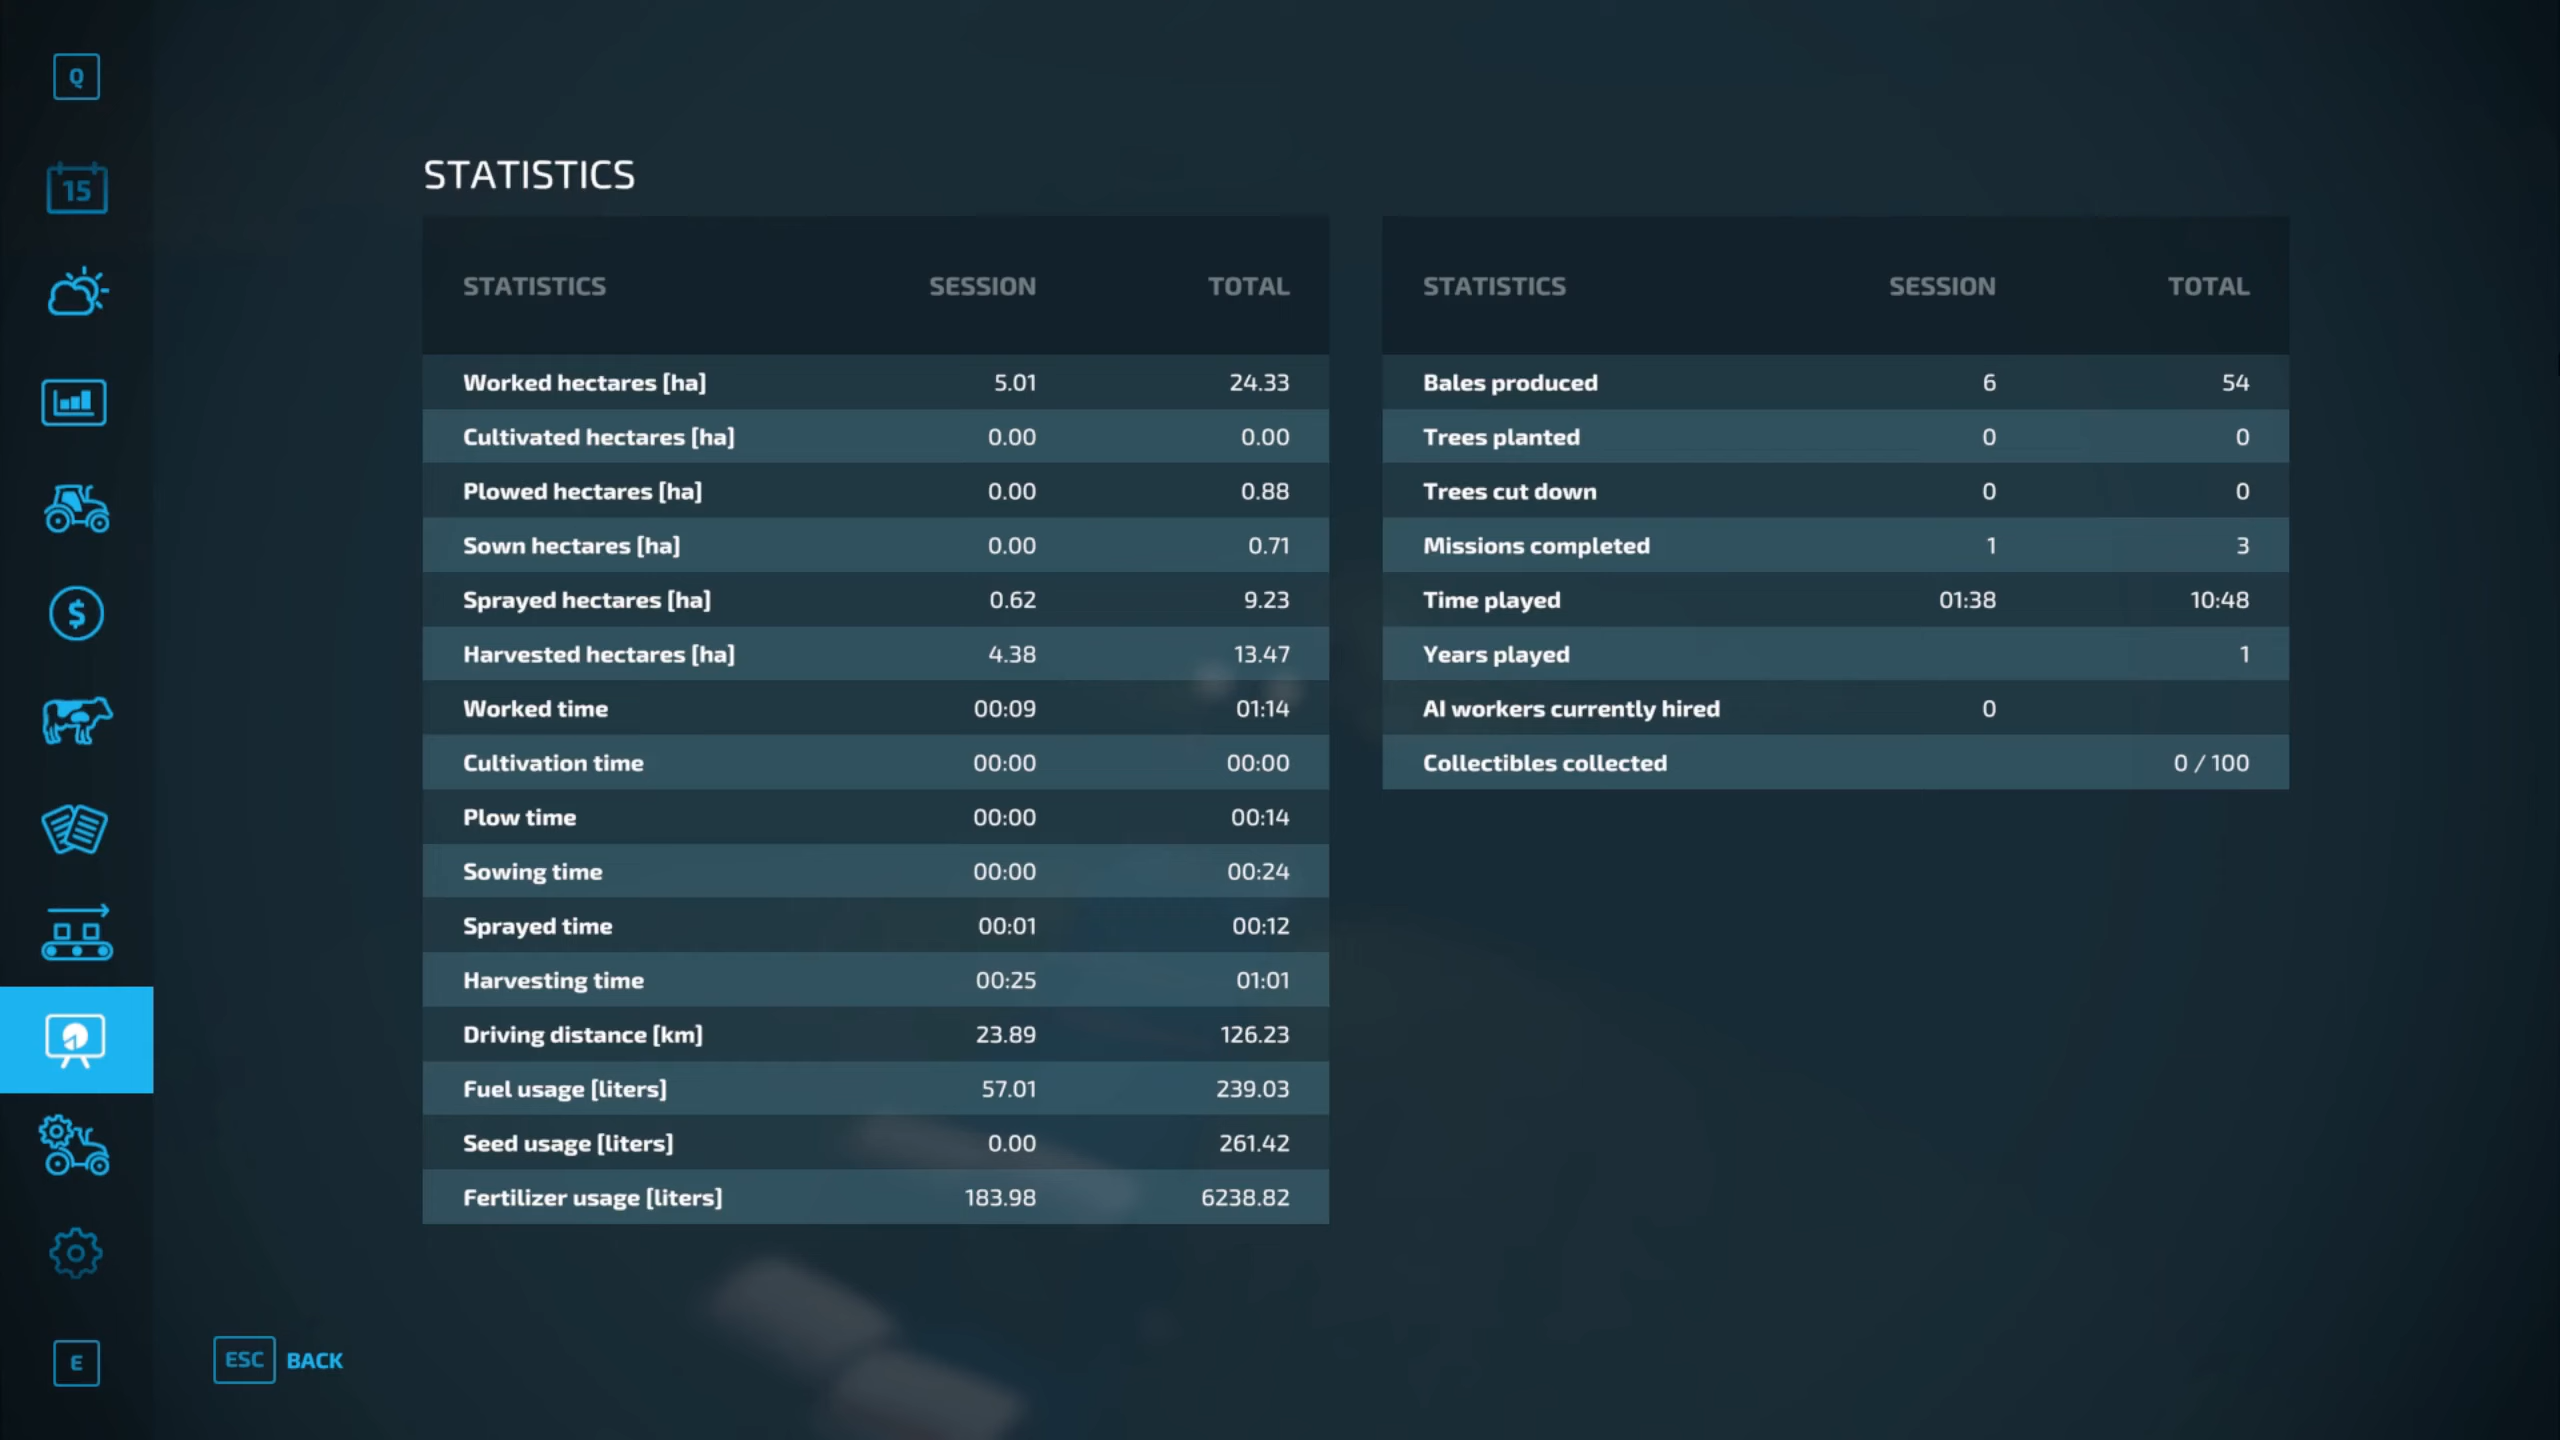 Q
15
STATISTICS
STATISTICS SESSION TOTAL
Worked hectares [ha] 5.01 24.33
Cultivated hectares [ha] 0.00 0.00
Plowed hectares [ha] 0.00 0.88
Sown hectares [ha] 0.00 0.71
Sprayed hectares [ha] 0.62 9.23
Harvested hectares [ha] 4.38 13.47
Worked time 00:09 01:14
Cultivation time 00:00 00:00
Plow time 00:00 00:14
Sowing time 00:00 00:24
Sprayed time 00:01 00:12
Harvesting time 00:25 01:01
Driving distance [km] 23.89 126.23
Fuel usage [liters] 57.01 239.03
Seed usage [liters] 0.00 261.42
Fertilizer usage [liters] 183.98 6238.82
STATISTICS SESSION TOTAL
Bales produced 6 54
Trees planted 0 0
Trees cut down 0 0
Missions completed 1 3
Time played 01:38 10:48
Years played 1
AI workers currently hired 0
Collectibles collected 0 / 100
$
E
ESC BACK